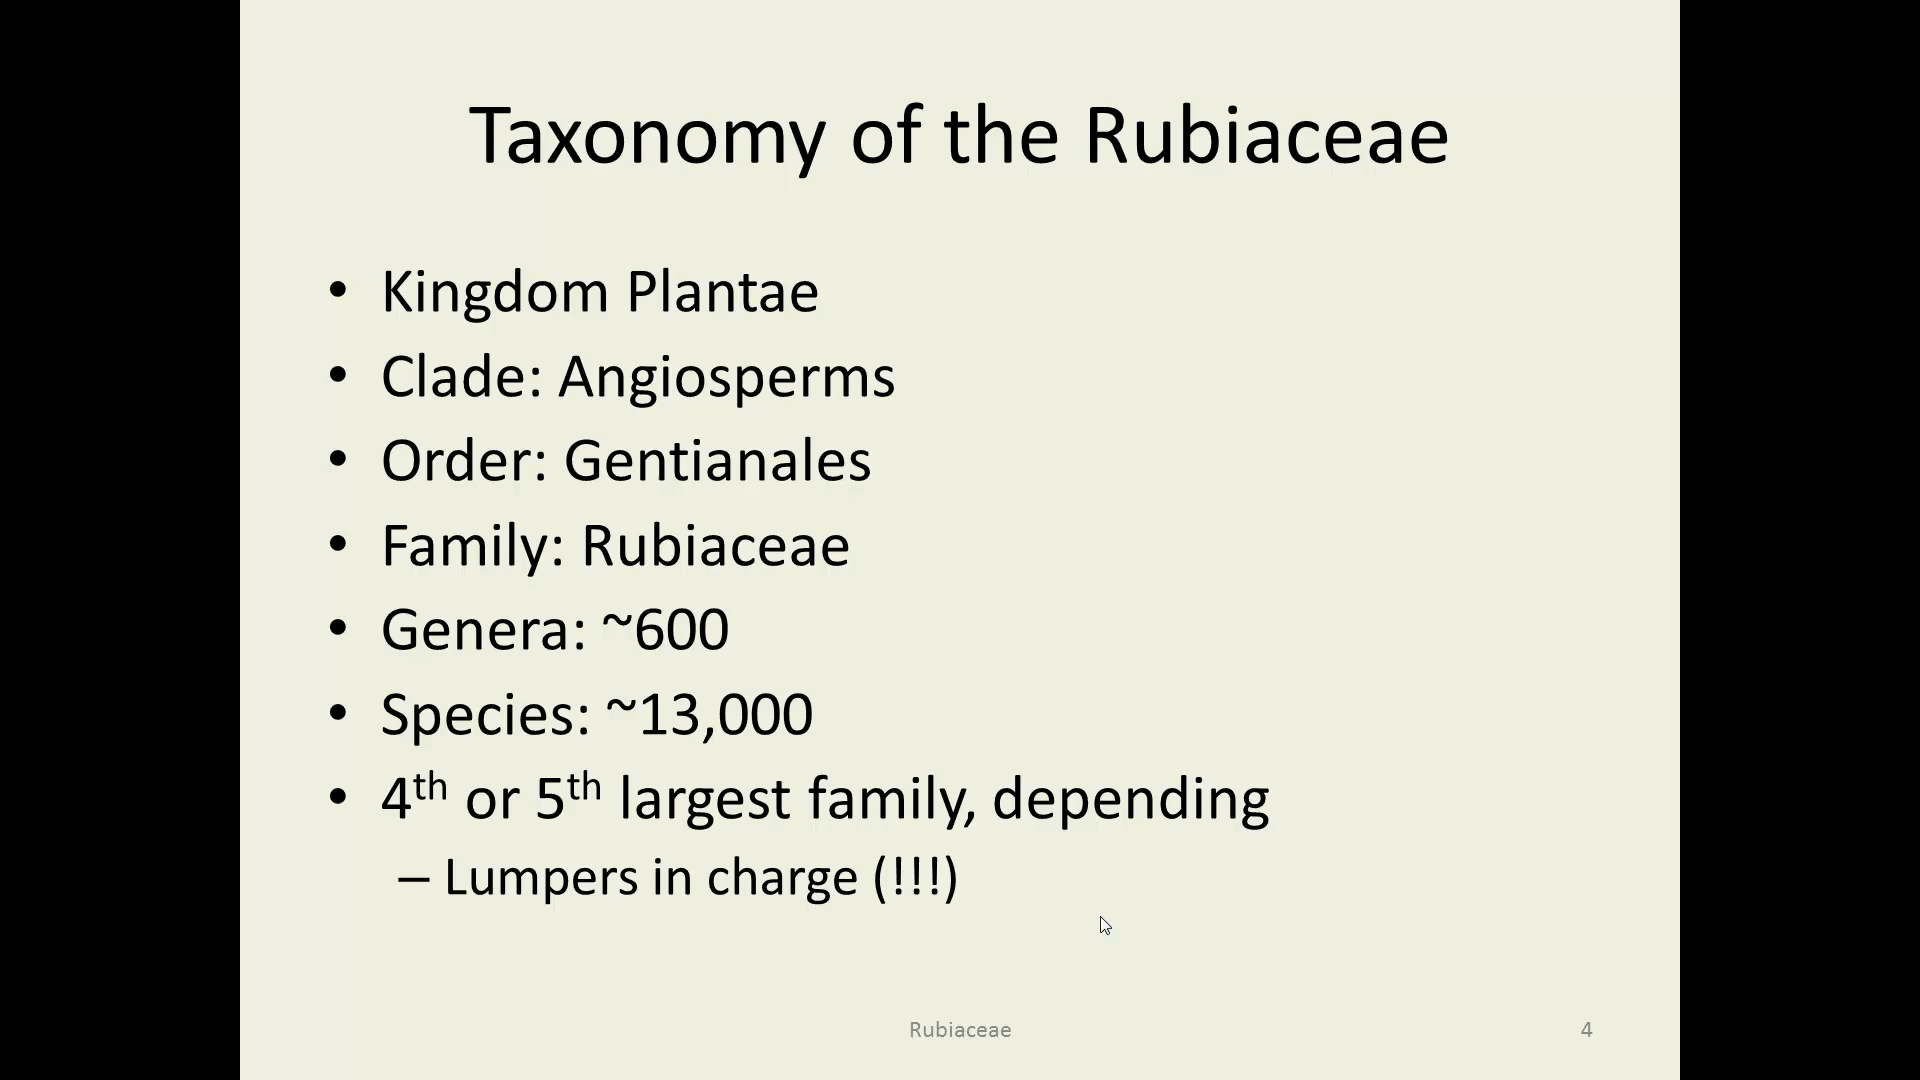 Taxonomy of the Rubiaceae
• Kingdom Plantae
• Clade: Angiosperms
• Order: Gentianales
• Family: Rubiaceae
• Genera: ~600
• Species: ~13,000
• 4th or 5th largest family, depending
– Lumpers in charge (!!!)
Rubiaceae
4